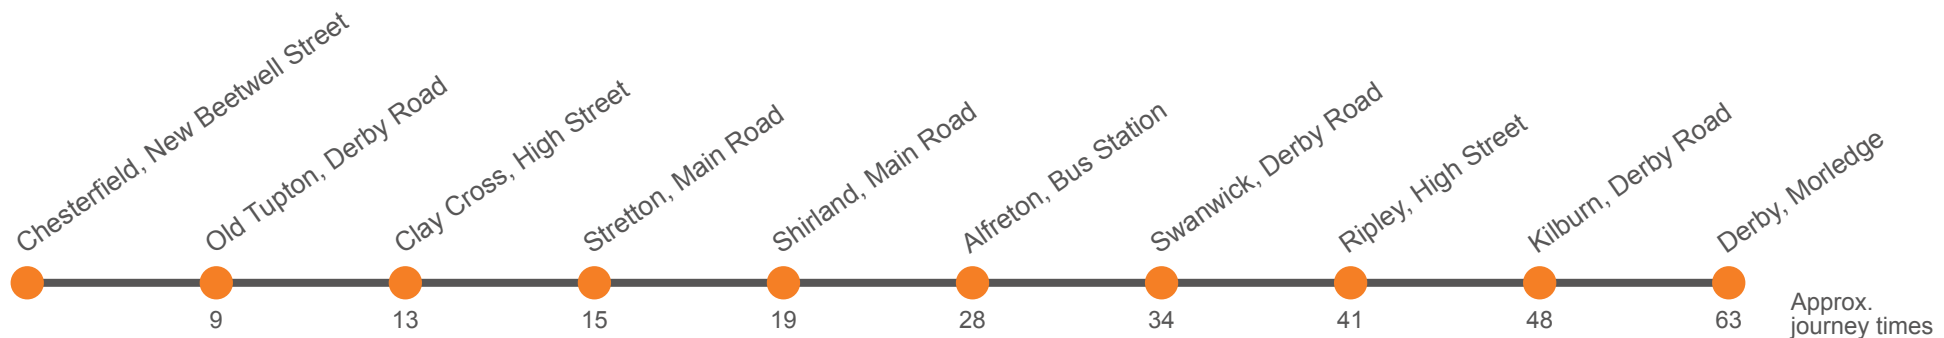 Chesterfield, New Beetwell Street
Old Tupton, Derby Road
Clay Cross, High Street
Stretton, Main Road
Shirland, Main Road
Alfreton, Bus Station
Swanwick, Derby Road
Ripley, High Street
Kilburn, Derby Road
Derby, Morledge
9
13
15
19
28
34
41
48
63
Approx.
journey times